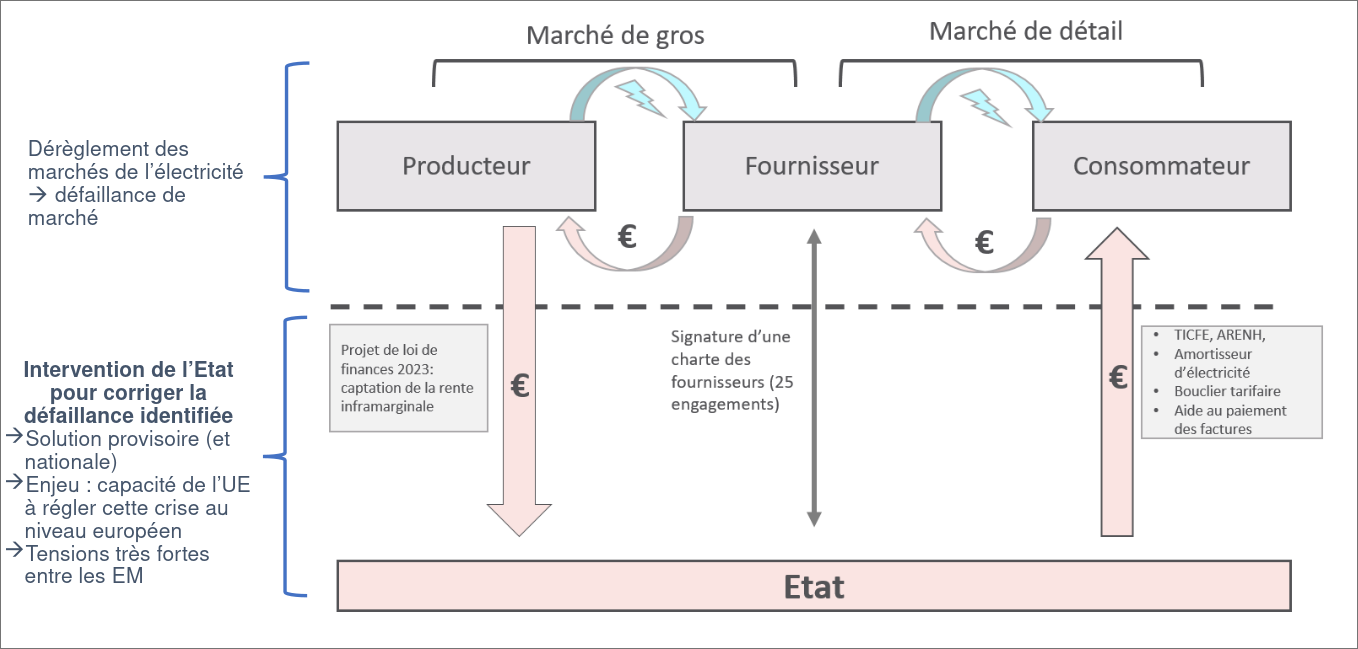 Marché de gros
Marché de détail
Dérèglement des
marchés de l'électricité
→ défaillance de
marché
Producteur
Fournisseur
Consommateur
€
€
Intervention de l'Etat
pour corriger la
défaillance identifiée
→Solution provisoire (et
nationale)
→Enjeu : capacité de l'UE
à régler cette crise au
niveau européen
→Tensions très fortes
entre les EM
Projet de loi de
finances 2023:
captation de la rente
inframarginale
€
Signature d'une
charte des
fournisseurs (25
engagements)
€
• TICFE, ARENH,
• Amortisseur
d'électricité
• Bouclier tarifaire
• Aide au paiement
des factures
Etat